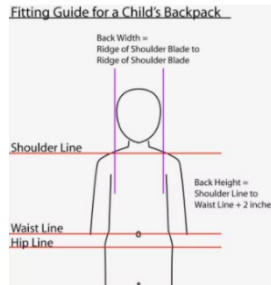 Fitting Guide for a Child's Backpack
Back Width =
Ridge of Shoulder Blade to
Ridge of Shoulder Blade
Shoulder Line
Back Height =
Shoulder Line to
Waist Line + 2 inche
Waist Line
Hip Line